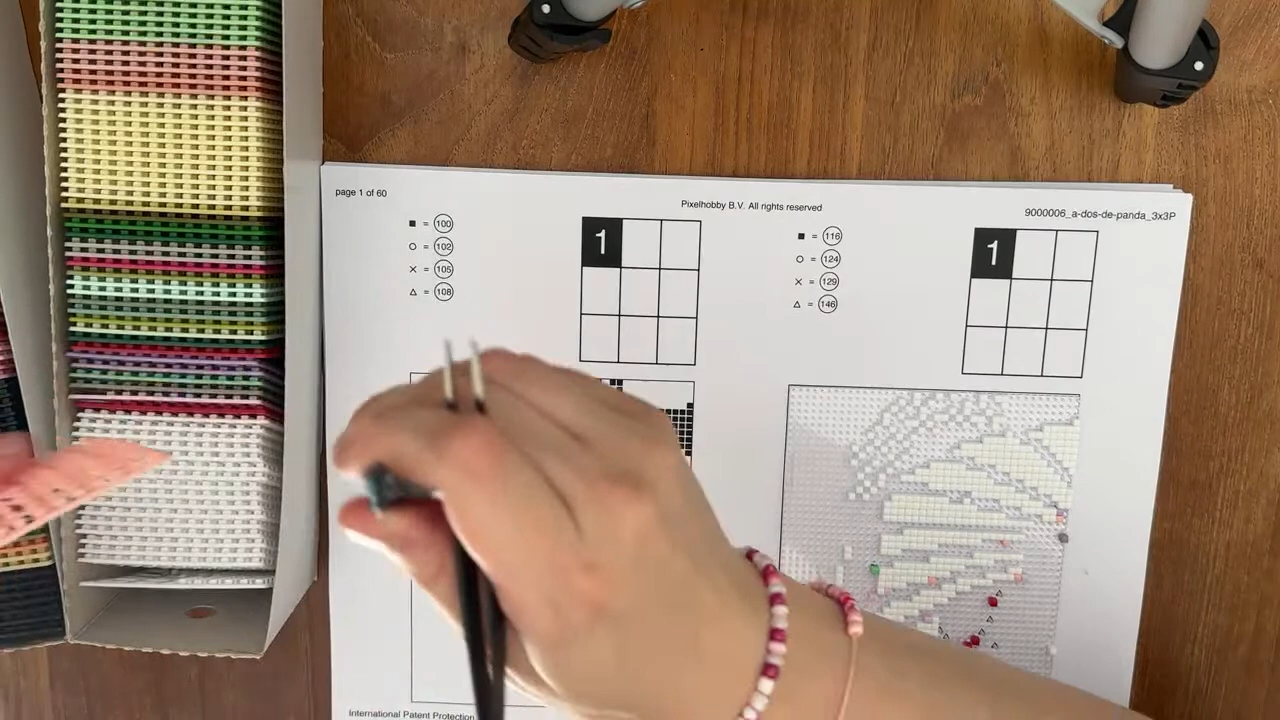 page 1 of 60
Pixelhobby B.V. All rights reserved
9000006_a-dos-de-panda_3x3P
■ = 100
○ = 102
× = 105
△ = 108
1
■ = 116
○ = 124
× = 129
△ = 146
1
International Patent Protection